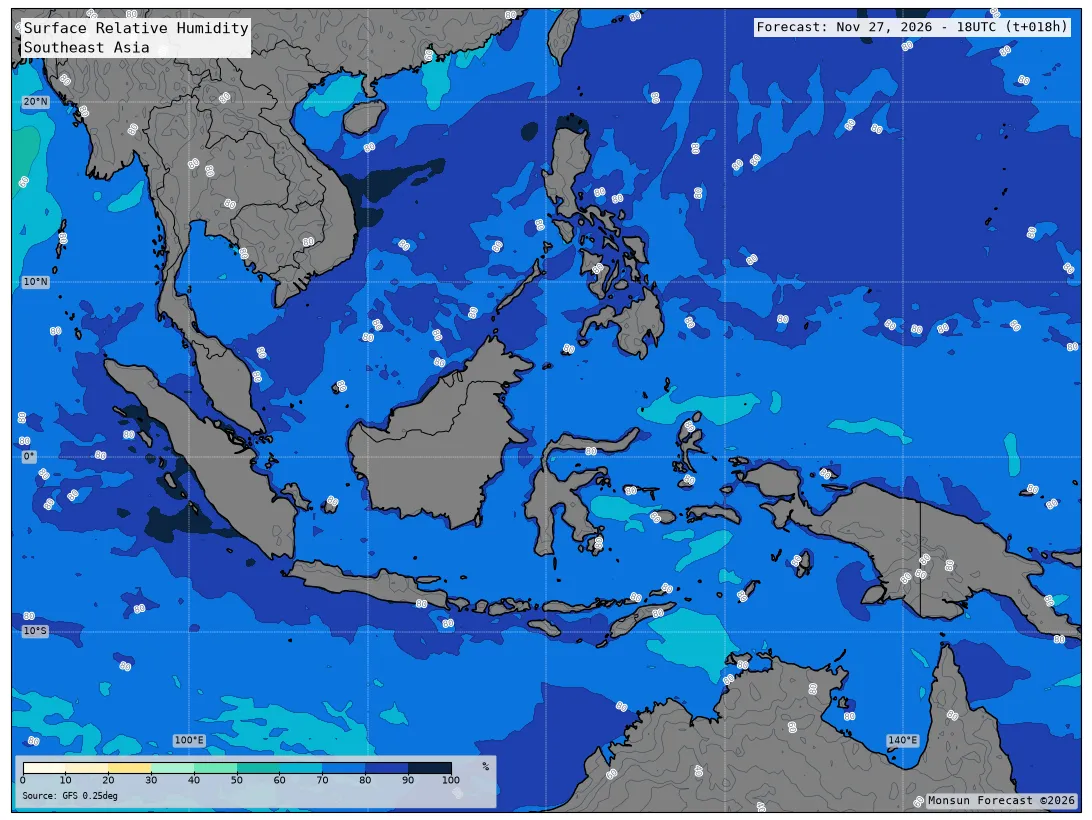 Surface Relative Humidity
Southeast Asia
Forecast: Nov 27, 2026 - 18UTC (t+018h)
20°N
10°N
0°
10°S
100°E
140°E
0 10 20 30 40 50 60 70 80 90 100
%
Source: GFS 0.25deg
Monsun Forecast ©2026